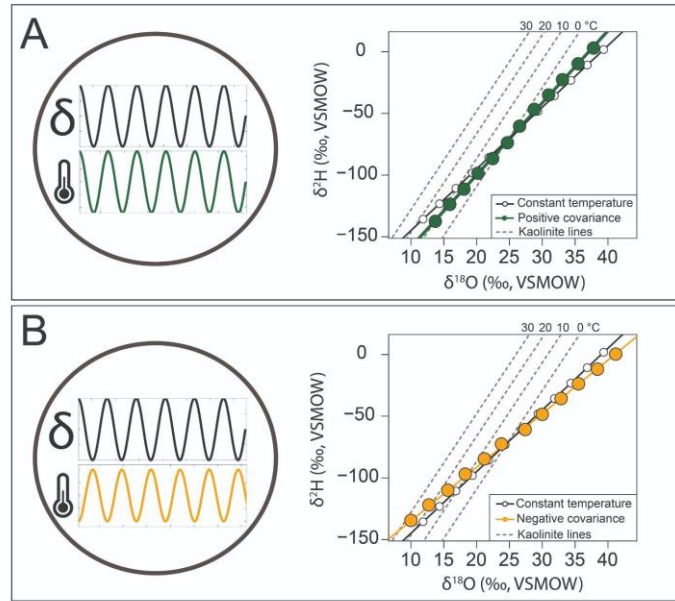 A
δ
30 20 10 0 °C
0
−50
−100
−150
δ²H (‰, VSMOW)
Constant temperature
Positive covariance
Kaolinite lines
10 15 20 25 30 35 40
δ¹⁸O (‰, VSMOW)
B
δ
30 20 10 0 °C
0
−50
−100
−150
δ²H (‰, VSMOW)
Constant temperature
Negative covariance
Kaolinite lines
10 15 20 25 30 35 40
δ¹⁸O (‰, VSMOW)